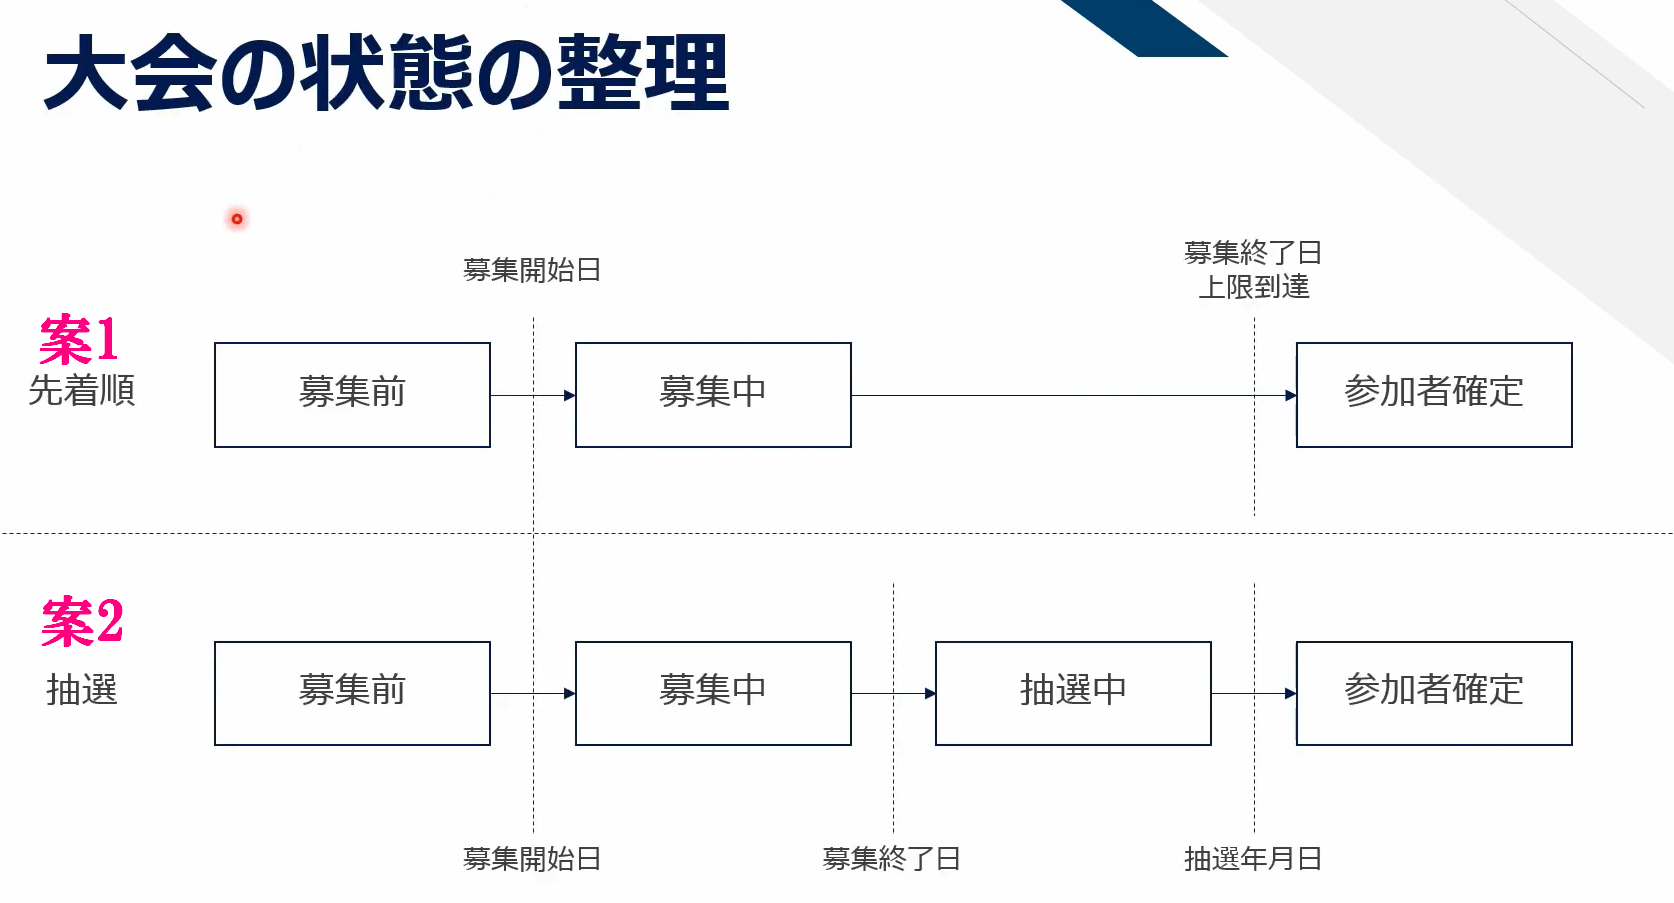 大会の状態の整理
募集開始日
募集終了日
上限到達
案1
先着順
募集前
募集中
参加者確定
案2
抽選
募集前
募集中
抽選中
参加者確定
募集開始日
募集終了日
抽選年月日